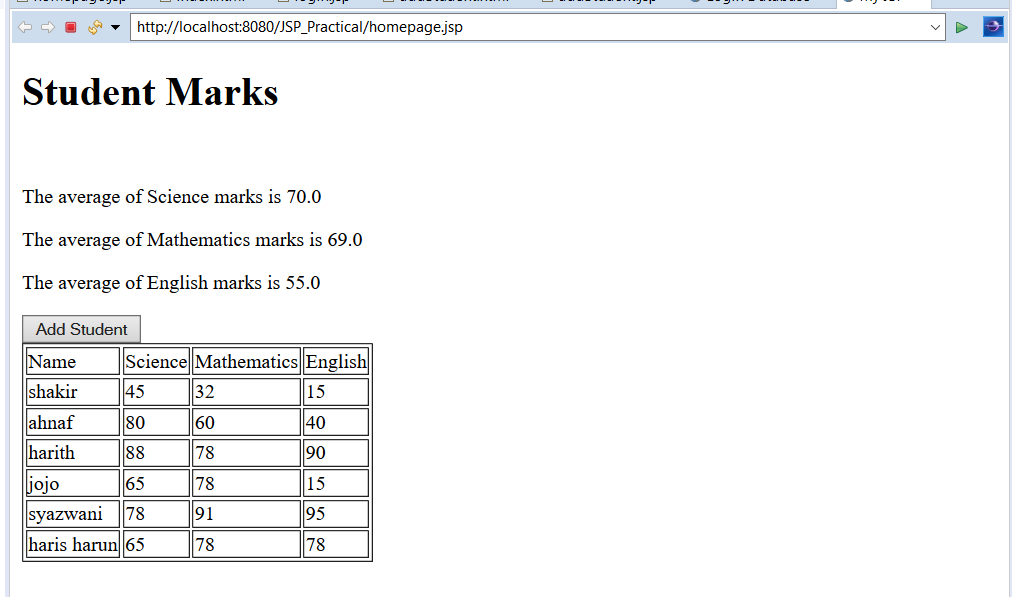 http://localhost:8080/JSP_Practical/homepage.jsp
Student Marks
The average of Science marks is 70.0
The average of Mathematics marks is 69.0
The average of English marks is 55.0
Add Student
Name Science Mathematics English
shakir 45 32 15
ahnaf 80 60 40
harith 88 78 90
jojo 65 78 15
syazwani 78 91 95
haris harun 65 78 78